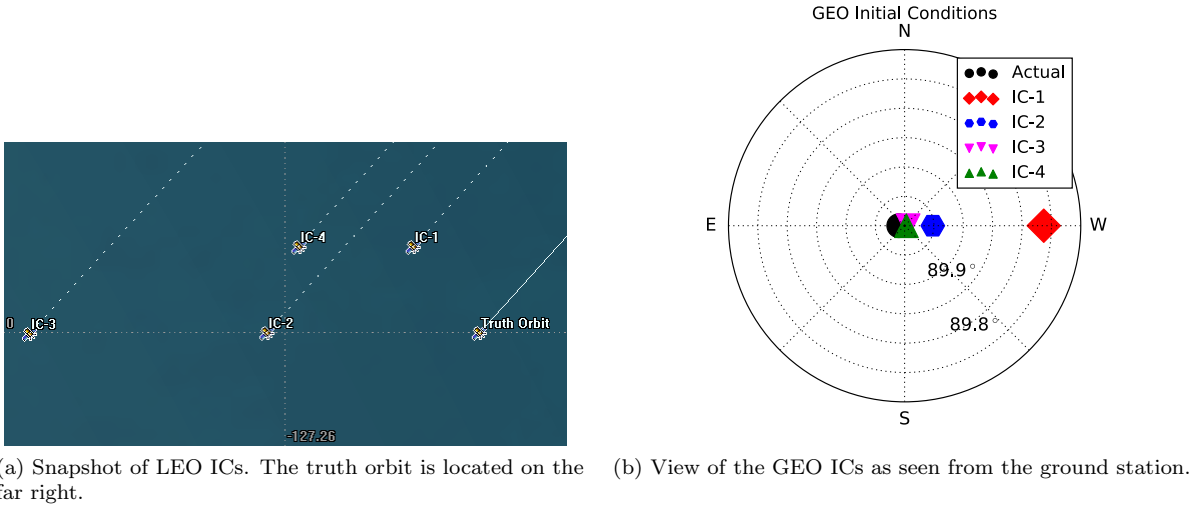 GEO Initial Conditions
N
Actual
IC-1
IC-2
IC-3
IC-4
E
W
89.9°
89.8°
S
IC-4
IC-1
0
IC-3
IC-2
Truth Orbit
-127.26
(a) Snapshot of LEO ICs. The truth orbit is located on the
far right.
(b) View of the GEO ICs as seen from the ground station.